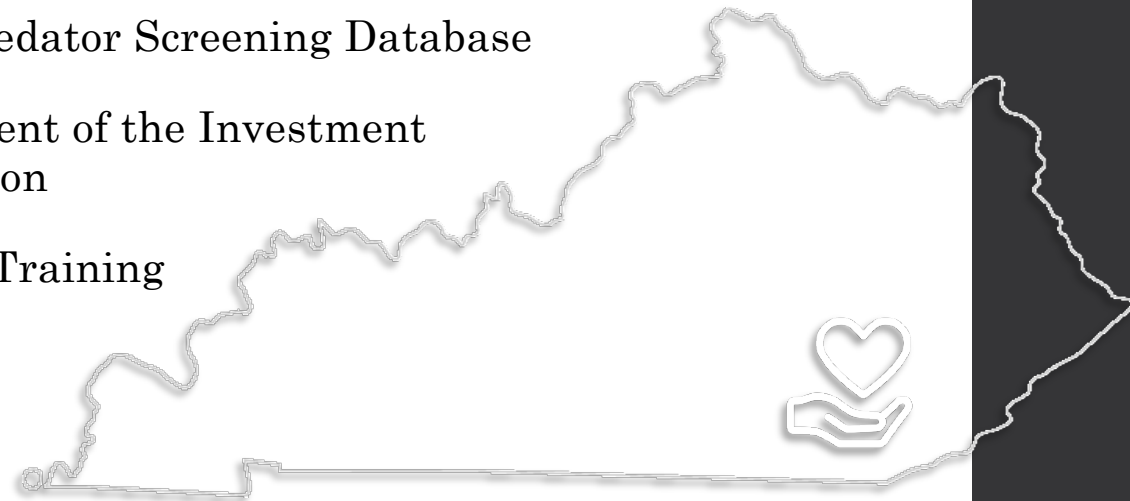 edator Screening Database
ent of the Investment
on
Training